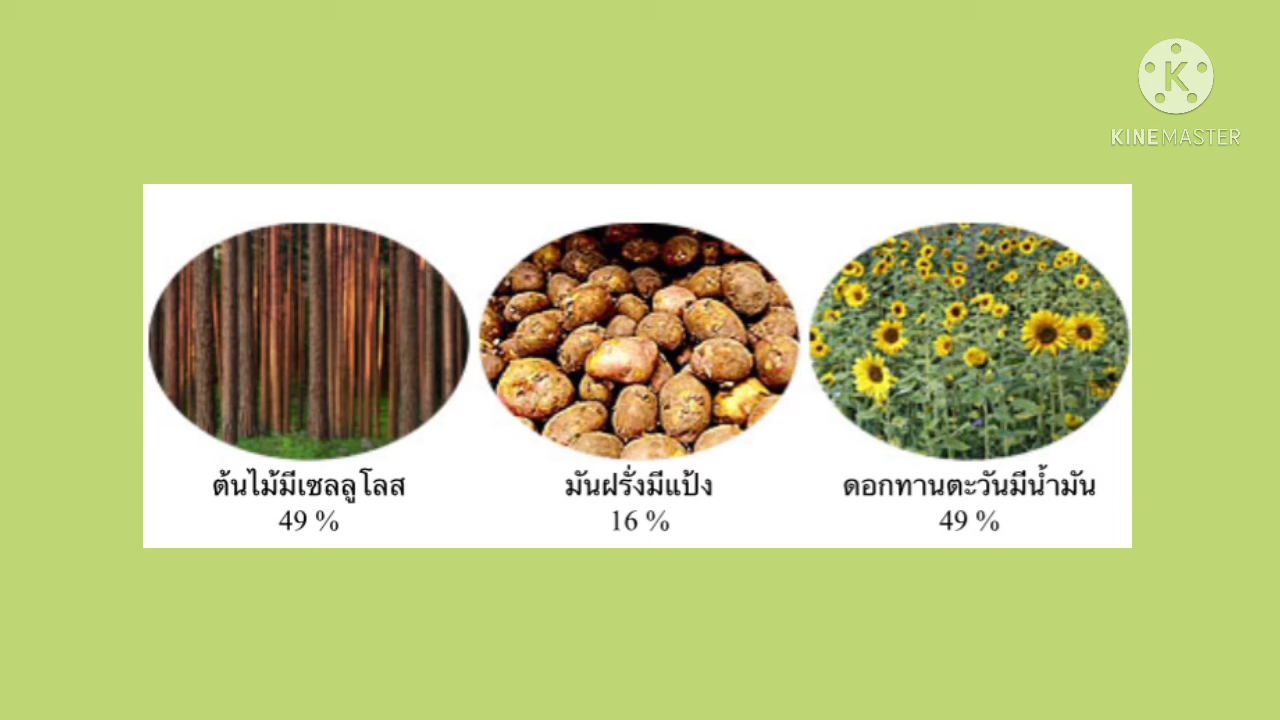 KINEMASTER
ต้นไม้มีเซลลูโลส
49 %
มันฝรั่งมีแป้ง
16 %
ดอกทานตะวันมีน้ำมัน
49 %